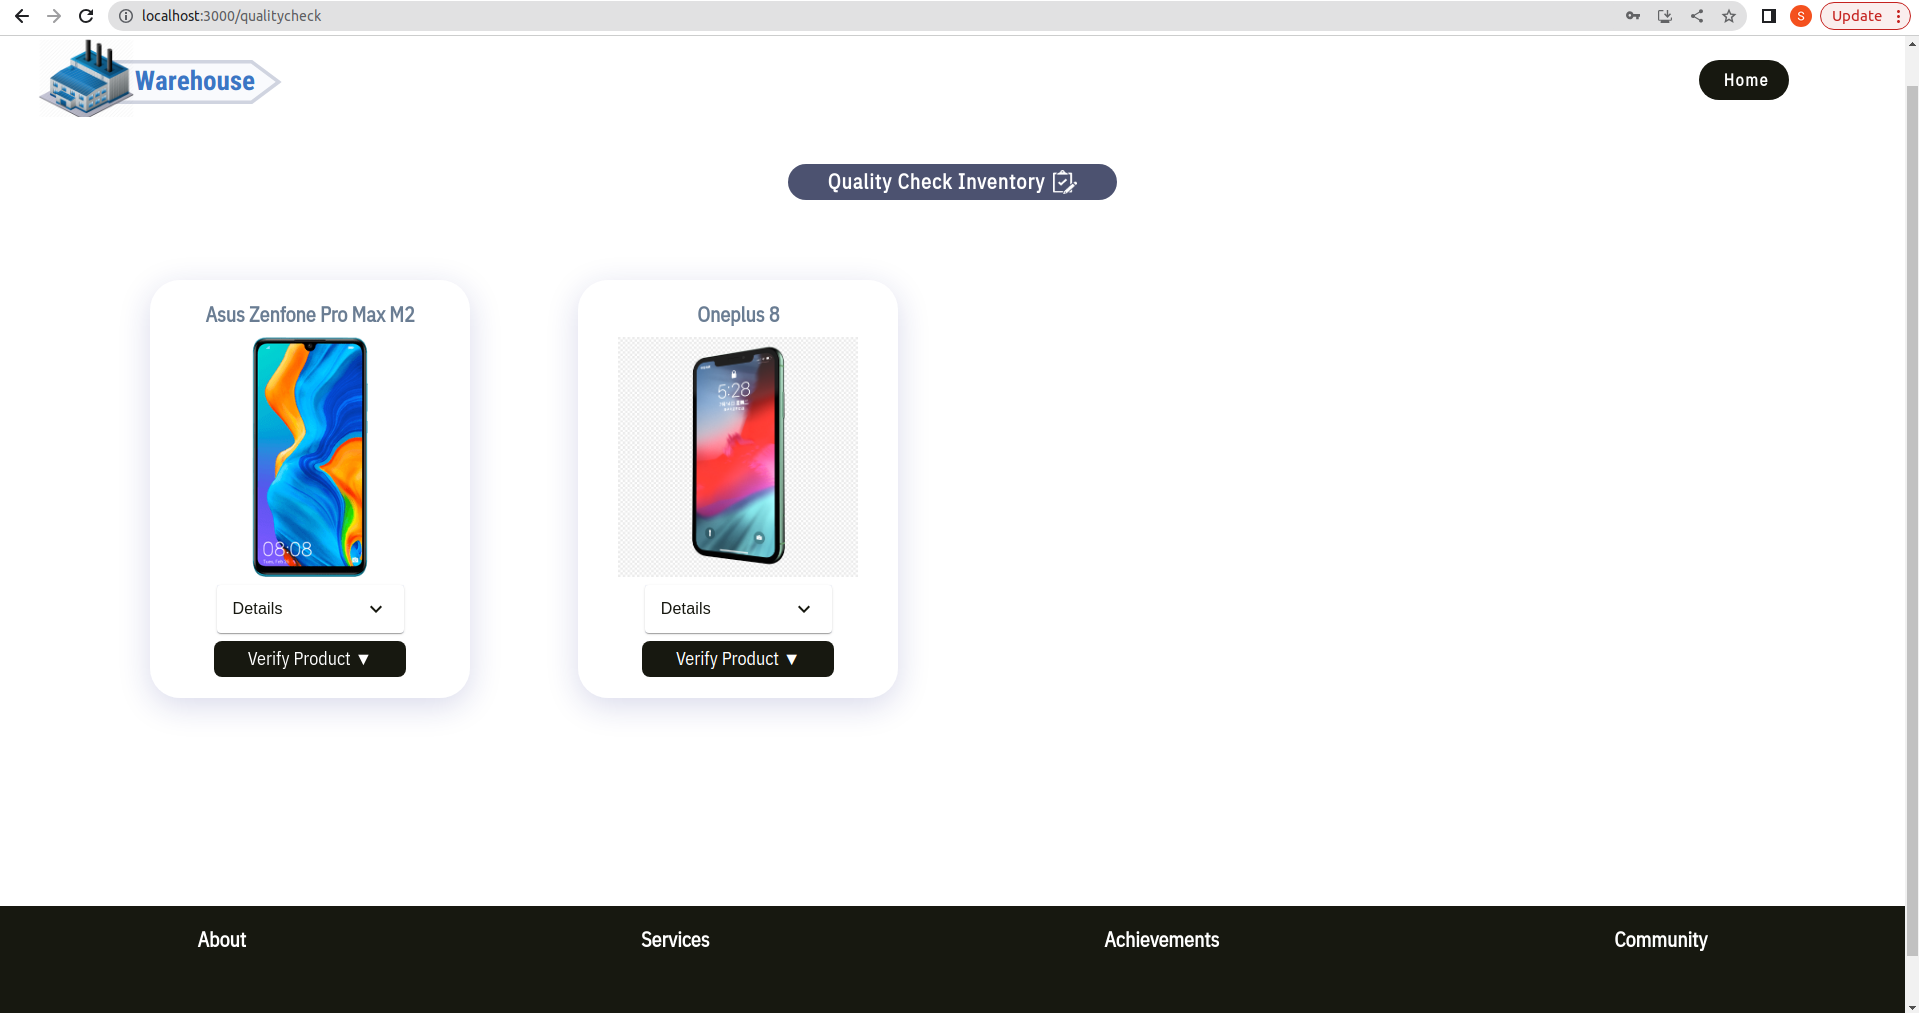 localhost:3000/qualitycheck
S
Update
Warehouse
Home
Quality Check Inventory
Asus Zenfone Pro Max M2
Oneplus 8
08:08
5:28
Details
Details
Verify Product ▼
Verify Product ▼
About
Services
Achievements
Community